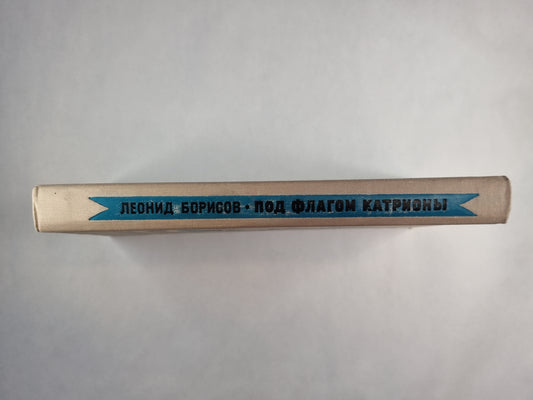 ЛЕОНИД БОРИСОВ • ПОД ФЛАГОМ КАТРИОНЫ